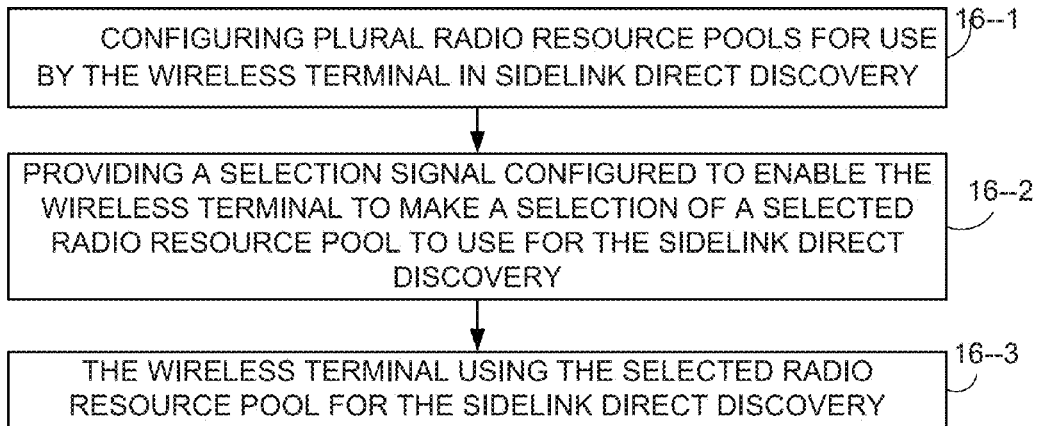 16--1
CONFIGURING PLURAL RADIO RESOURCE POOLS FOR USE
BY THE WIRELESS TERMINAL IN SIDELINK DIRECT DISCOVERY
PROVIDING A SELECTION SIGNAL CONFIGURED TO ENABLE THE
WIRELESS TERMINAL TO MAKE A SELECTION OF A SELECTED
RADIO RESOURCE POOL TO USE FOR THE SIDELINK DIRECT
DISCOVERY
16--2
THE WIRELESS TERMINAL USING THE SELECTED RADIO
RESOURCE POOL FOR THE SIDELINK DIRECT DISCOVERY
16--3